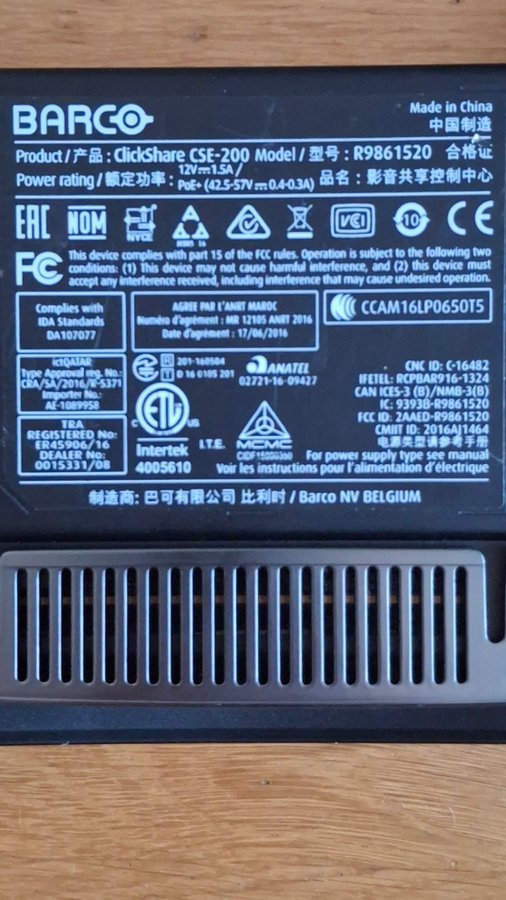 BARCO
Made in China
中国制造
Product / 产品 : ClickShare CSE-200 Model / 型号 : R9861520 合格证
Power rating / 额定功率 : 12V⎓1.5A /
PoE+ (42.5-57V⎓0.4-0.3A) 品名 : 影音共享控制中心
EAC NOM NYCE VCCI 10 CE
FC This device complies with part 15 of the FCC rules. Operation is subject to the following two
conditions: (1) This device may not cause harmful interference, and (2) this device must
accept any interference received, including interference that may cause undesired operation.
Complies with
IDA Standards
DA107077
AGREE PAR L'ANRT MAROC
Numéro d'agrément : MR 12105 ANRT 2016
Date d'agrément : 17/06/2016
CCAM16LP0650T5
ictQATAR
Type Approval reg. No.:
CRA/SA/2016/R-5371
Importer No.:
AE-1089958
R 201-160504
T D 16 0105 201
ANATEL
02721-16-09427
TRA
REGISTERED No:
ER45906/16
DEALER No:
0015331/08
C ETL US
Intertek
4005610
I.T.E.
MCMC
CNC ID: C-16482
IFETEL: RCPBAR916-1324
CAN ICES-3 (B)/NMB-3(B)
IC: 9393B-R9861520
FCC ID: 2AAED-R9861520
CMIIT ID: 2016AJ1464
电源类型请参考手册
For power supply type see manual
Voir les instructions pour l'alimentation d'électrique
制造商: 巴可有限公司 比利时 / Barco NV BELGIUM